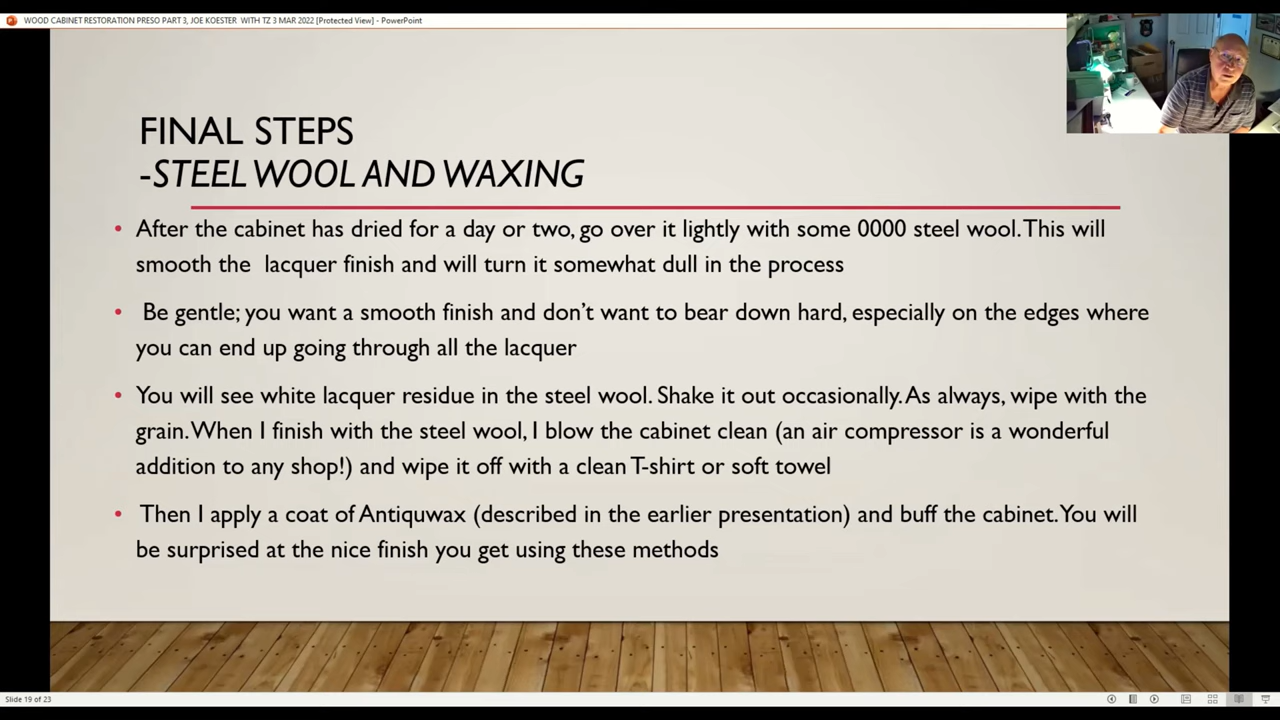 WOOD CABINET RESTORATION PRESO PART 3, JOE KOESTER  WITH TZ 3 MAR 2022 [Protected View] - PowerPoint
FINAL STEPS
-STEEL WOOL AND WAXING
• After the cabinet has dried for a day or two, go over it lightly with some 0000 steel wool. This will
smooth the  lacquer finish and will turn it somewhat dull in the process
• Be gentle; you want a smooth finish and don’t want to bear down hard, especially on the edges where
you can end up going through all the lacquer
• You will see white lacquer residue in the steel wool. Shake it out occasionally. As always, wipe with the
grain. When I finish with the steel wool, I blow the cabinet clean (an air compressor is a wonderful
addition to any shop!) and wipe it off with a clean T-shirt or soft towel
• Then I apply a coat of Antiquwax (described in the earlier presentation) and buff the cabinet. You will
be surprised at the nice finish you get using these methods
Slide 19 of 23